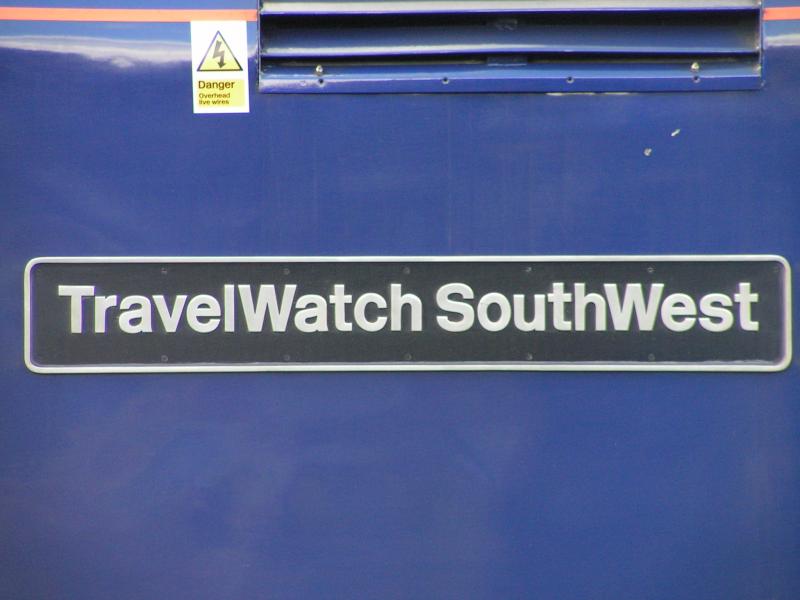 Danger
Overhead
live wires
TravelWatch SouthWest